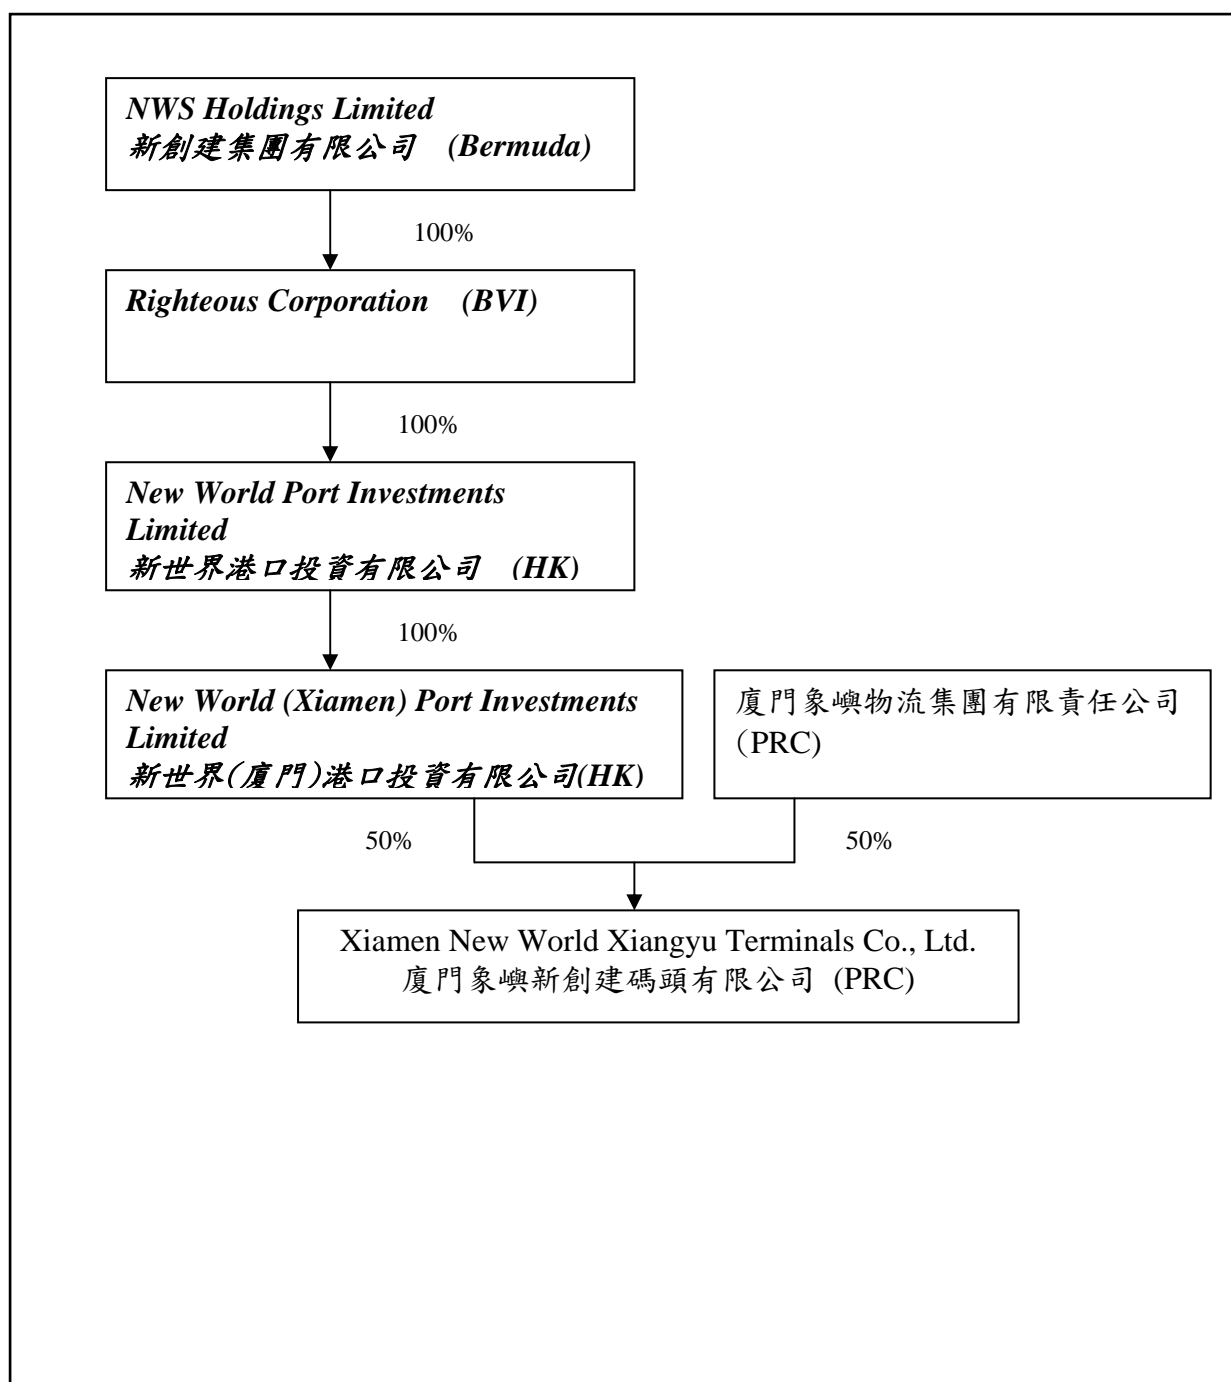 NWS Holdings Limited
新創建集團有限公司 (Bermuda)
100%
Righteous Corporation (BVI)
100%
New World Port Investments
Limited
新世界港口投資有限公司 (HK)
100%
New World (Xiamen) Port Investments
Limited
新世界(廈門)港口投資有限公司(HK)
廈門象嶼物流集團有限責任公司
(PRC)
50%
50%
Xiamen New World Xiangyu Terminals Co., Ltd.
廈門象嶼新創建碼頭有限公司 (PRC)